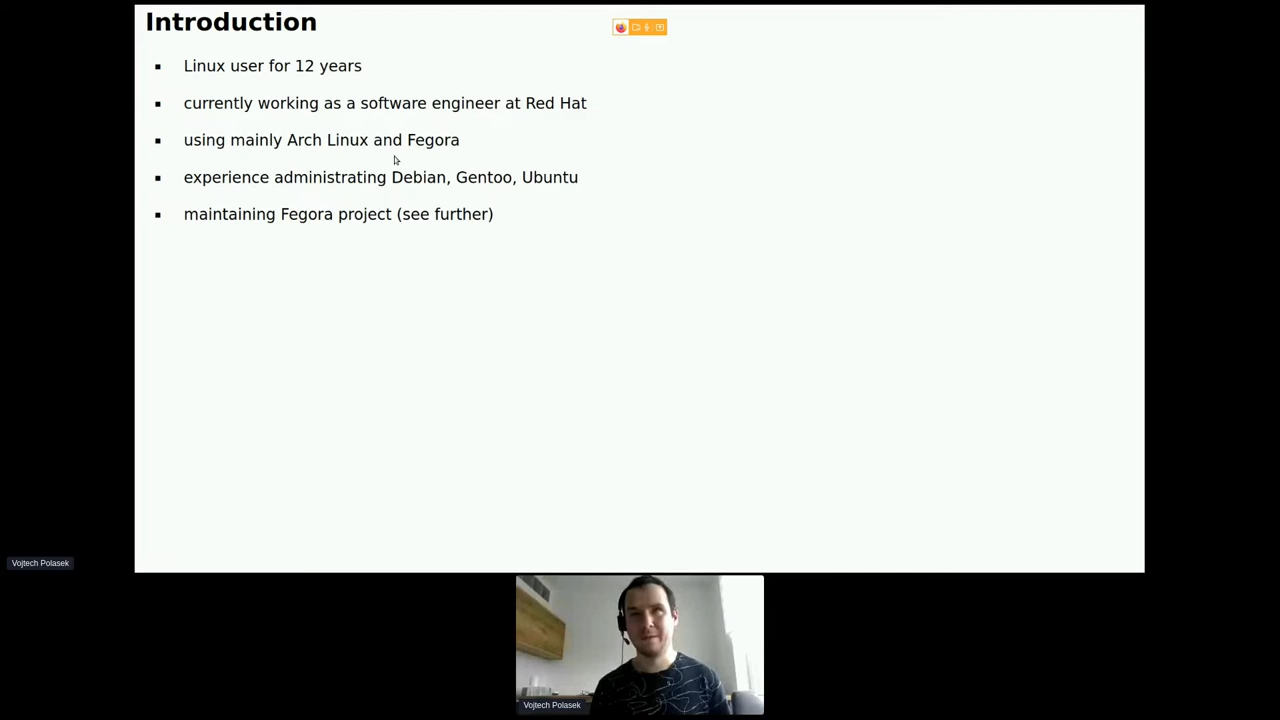 Introduction
Linux user for 12 years
currently working as a software engineer at Red Hat
using mainly Arch Linux and Fegora
experience administrating Debian, Gentoo, Ubuntu
maintaining Fegora project (see further)
Vojtech Polasek
Vojtech Polasek